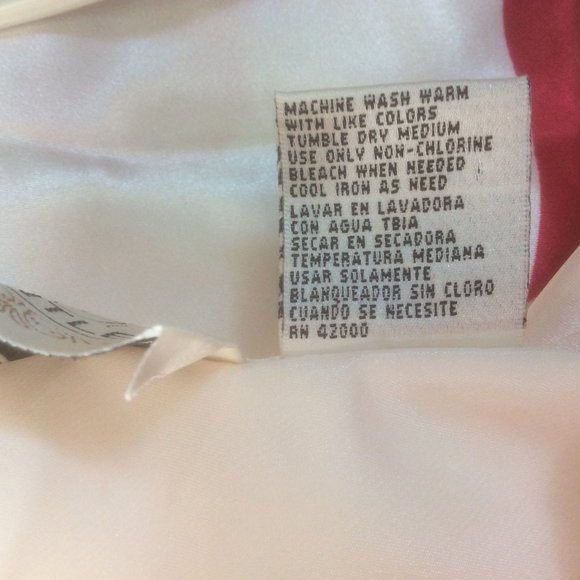 MACHINE WASH WARM
WITH LIKE COLORS
TUMBLE DRY MEDIUM
USE ONLY NON-CHLORINE
BLEACH WHEN NEEDED
COOL IRON AS NEED
LAVAR EN LAVADORA
CON AGUA TBIA
SECAR EN SECADORA
TEMPERATURA MEDIANA
USAR SOLAMENTE
BLANQUEADOR SIN CLORO
CUANDO SE NECESITE
RN 42000